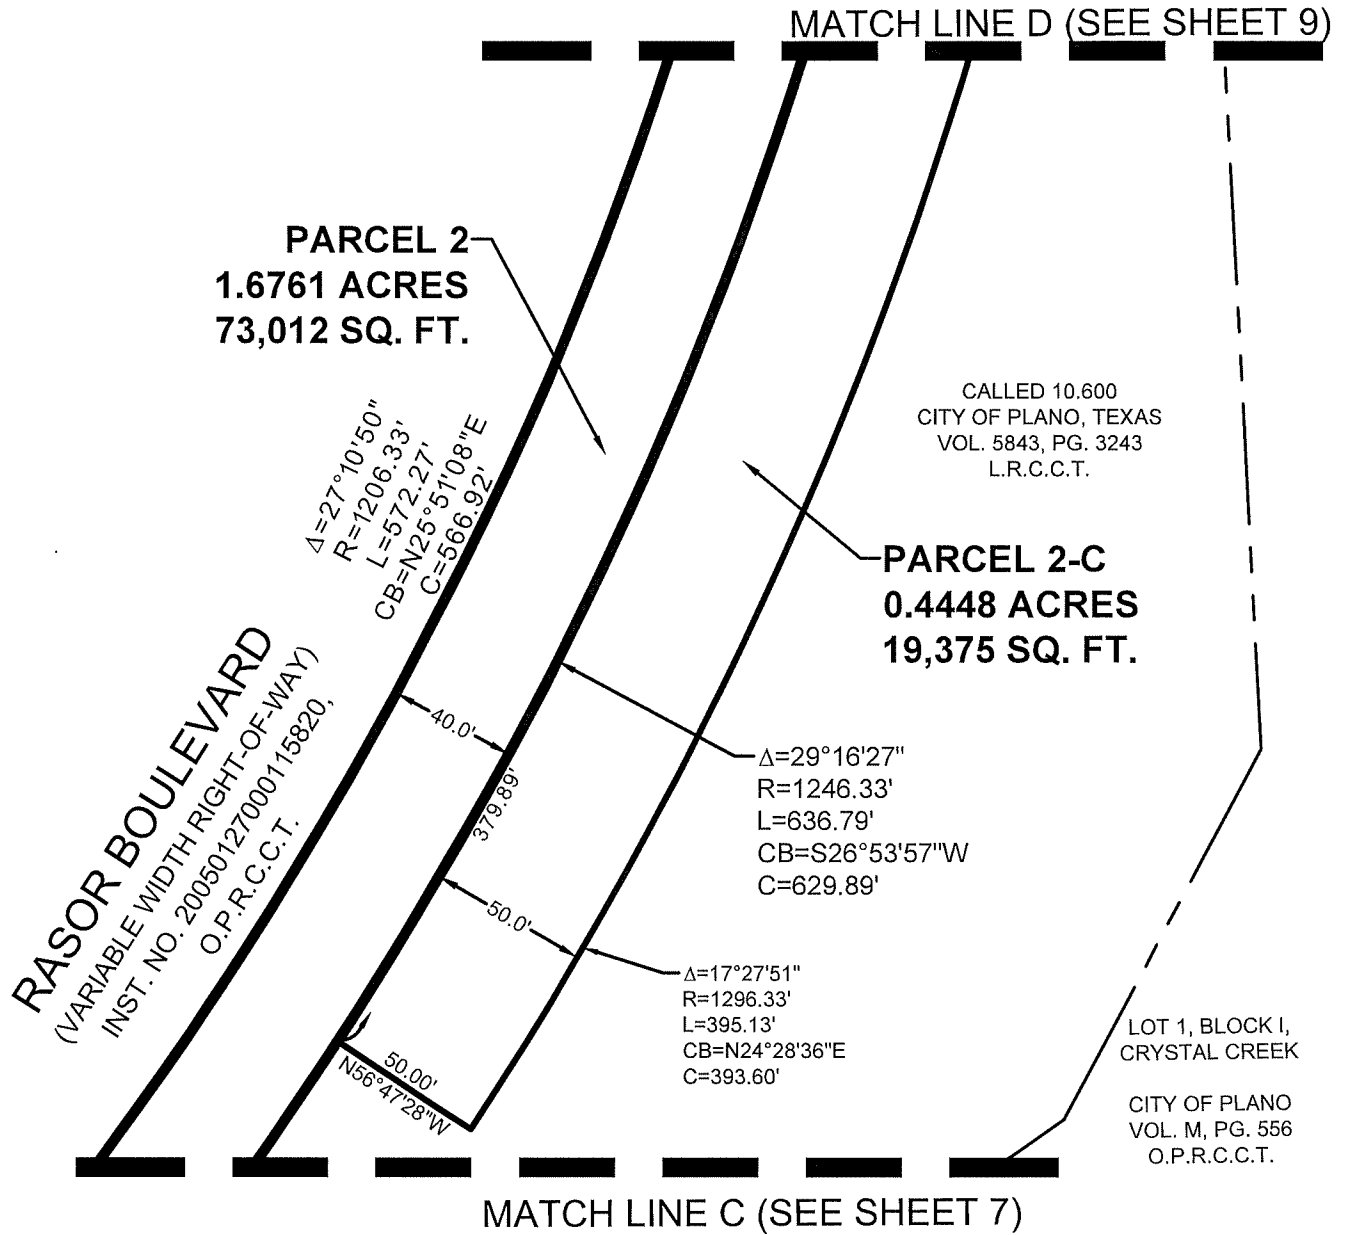 MATCH LINE D (SEE SHEET 9)
PARCEL 2
1.6761 ACRES
73,012 SQ. FT.
Δ=27°10'50"
R=1206.33'
L=572.27'
CB=N25°51'08"E
C=566.92'
CALLED 10.600
CITY OF PLANO, TEXAS
VOL. 5843, PG. 3243
L.R.C.C.T.
PARCEL 2-C
0.4448 ACRES
19,375 SQ. FT.
RASOR BOULEVARD
(VARIABLE WIDTH RIGHT-OF-WAY)
INST. NO. 20050127000115820,
O.P.R.C.C.T.
40.0'
379.89'
Δ=29°16'27"
R=1246.33'
L=636.79'
CB=S26°53'57"W
C=629.89'
50.0'
Δ=17°27'51"
R=1296.33'
L=395.13'
CB=N24°28'36"E
C=393.60'
50.00'
N56°47'28"W
LOT 1, BLOCK I,
CRYSTAL CREEK
CITY OF PLANO
VOL. M, PG. 556
O.P.R.C.C.T.
MATCH LINE C (SEE SHEET 7)